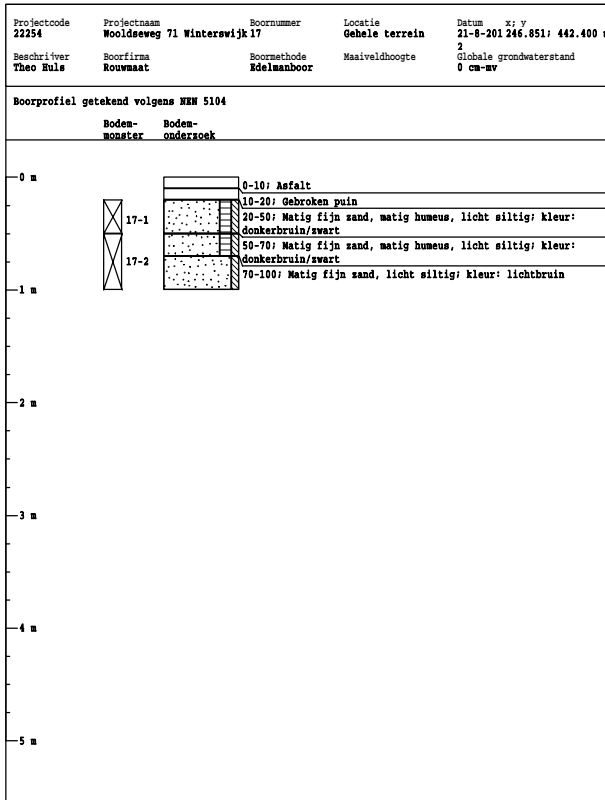 Projectcode Projectnaam Boornummer Locatie Datum x; y
22254 Wooldseweg 71 Winterswijk 17 Gehele terrein 21-8-201 246.851; 442.400
2
Beschrijver Boorfirma Boormethode Maaiveldhoogte Globale grondwaterstand
Theo Huls Rouwmaat Edelmanboor 0 cm-mv
Boorprofiel getekend volgens NEN 5104
Bodem- Bodem-
monster onderzoek
0 m
0-10; Asfalt
10-20; Gebroken puin
17-1 20-50; Matig fijn zand, matig humeus, licht siltig; kleur:
donkerbruin/zwart
50-70; Matig fijn zand, matig humeus, licht siltig; kleur:
17-2 donkerbruin/zwart
70-100; Matig fijn zand, licht siltig; kleur: lichtbruin
1 m
2 m
3 m
4 m
5 m